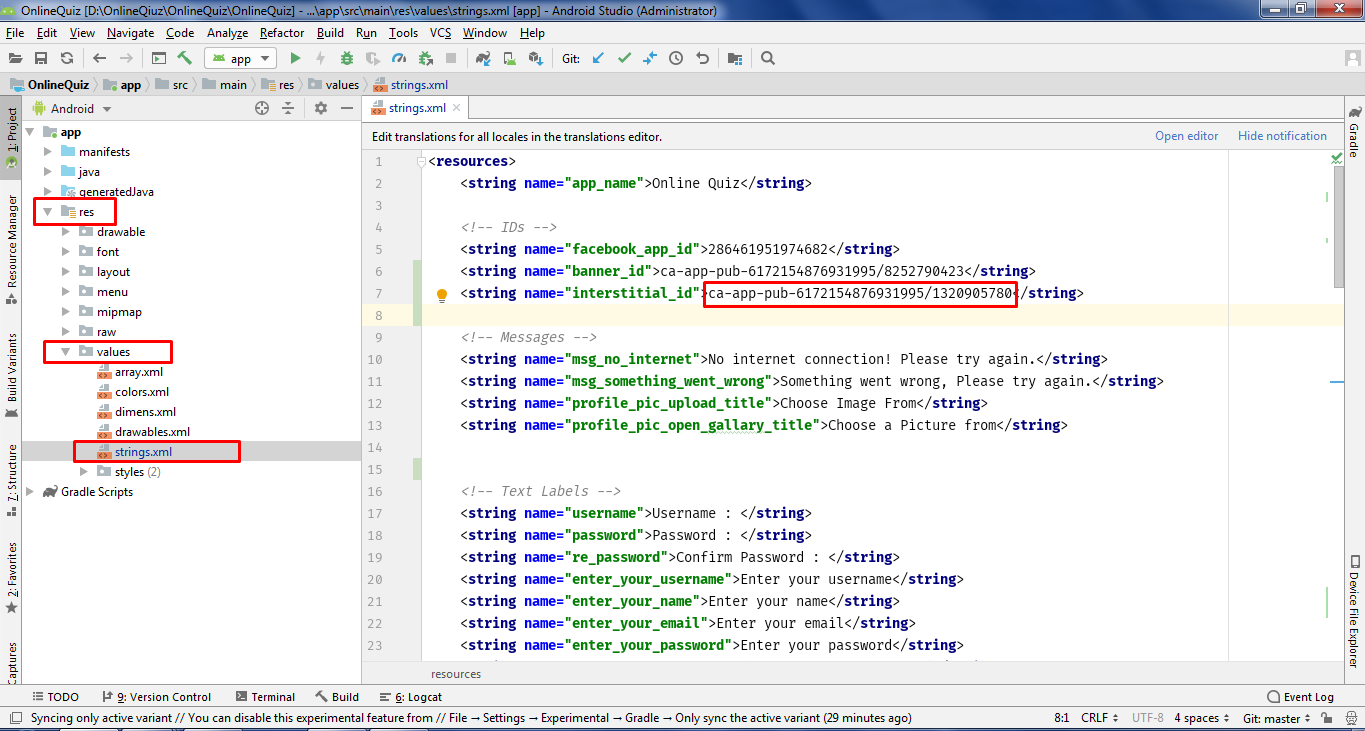 OnlineQuiz [D:\OnlineQiuz\OnlineQuiz\OnlineQuiz] - ...\app\src\main\res\values\strings.xml [app] - Android Studio (Administrator)
File Edit View Navigate Code Analyze Refactor Build Run Tools VCS Window Help
app
Git:
OnlineQuiz app src main res values strings.xml
1: Project
Resource Manager
Build Variants
7: Structure
2: Favorites
Captures
Android
app
manifests
java
generatedJava
res
drawable
font
layout
menu
mipmap
raw
values
array.xml
colors.xml
dimens.xml
drawables.xml
strings.xml
styles (2)
Gradle Scripts
strings.xml
Edit translations for all locales in the translations editor. Open editor Hide notification
1 <resources>
2 <string name="app_name">Online Quiz</string>
3
4 <!-- IDs -->
5 <string name="facebook_app_id">286461951974682</string>
6 <string name="banner_id">ca-app-pub-6172154876931995/8252790423</string>
7 <string name="interstitial_id">ca-app-pub-6172154876931995/1320905780</string>
8
9 <!-- Messages -->
10 <string name="msg_no_internet">No internet connection! Please try again.</string>
11 <string name="msg_something_went_wrong">Something went wrong, Please try again.</string>
12 <string name="profile_pic_upload_title">Choose Image From</string>
13 <string name="profile_pic_open_gallary_title">Choose a Picture from</string>
14
15
16 <!-- Text Labels -->
17 <string name="username">Username : </string>
18 <string name="password">Password : </string>
19 <string name="re_password">Confirm Password : </string>
20 <string name="enter_your_username">Enter your username</string>
21 <string name="enter_your_name">Enter your name</string>
22 <string name="enter_your_email">Enter your email</string>
23 <string name="enter_your_password">Enter your password</string>
resources
Gradle
Device File Explorer
TODO 9: Version Control Terminal Build 6: Logcat Event Log
Syncing only active variant // You can disable this experimental feature from // File → Settings → Experimental → Gradle → Only sync the active variant (29 minutes ago) 8:1 CRLF UTF-8 4 spaces Git: master